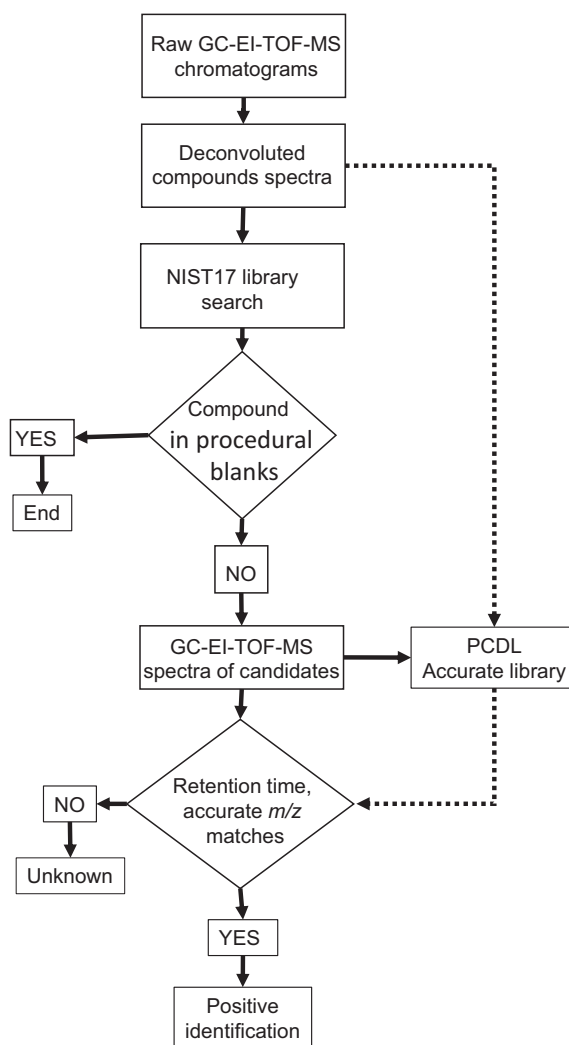 Raw GC-EI-TOF-MS
chromatograms
Deconvoluted
compounds spectra
NIST17 library
search
Compound
in procedural
blanks
YES
End
NO
GC-EI-TOF-MS
spectra of candidates
PCDL
Accurate library
Retention time,
accurate m/z
matches
NO
Unknown
YES
Positive
identification